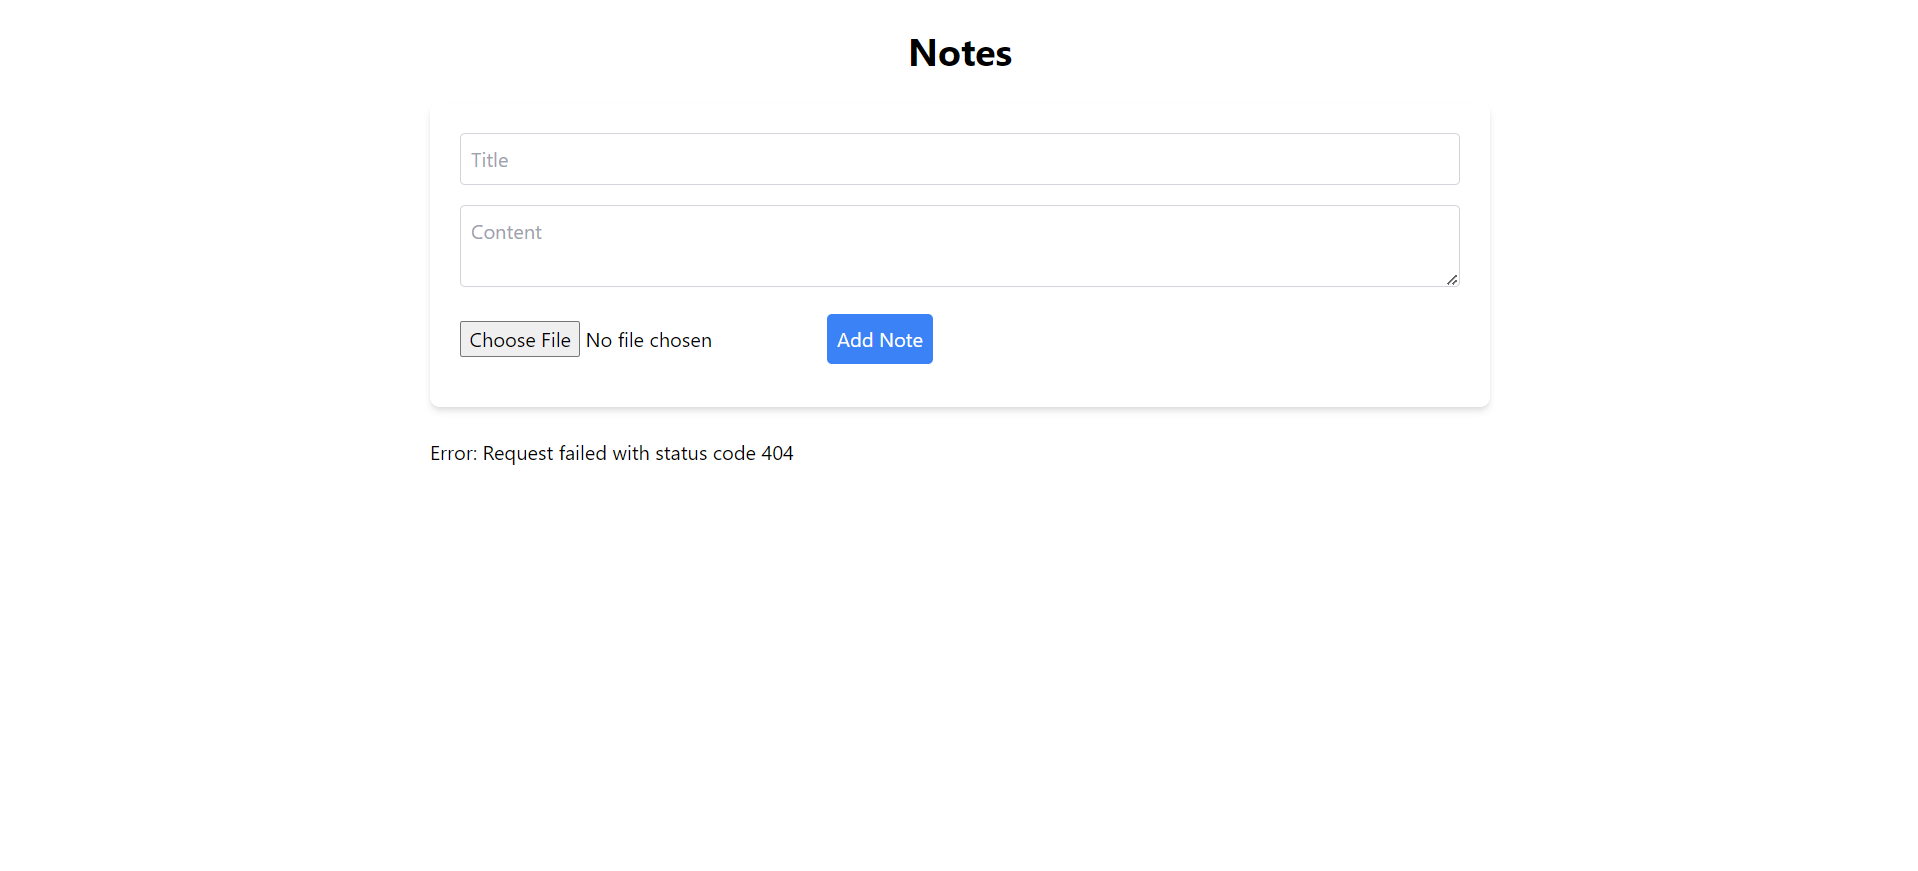 Notes
Title
Content
Choose File No file chosen
Add Note
Error: Request failed with status code 404